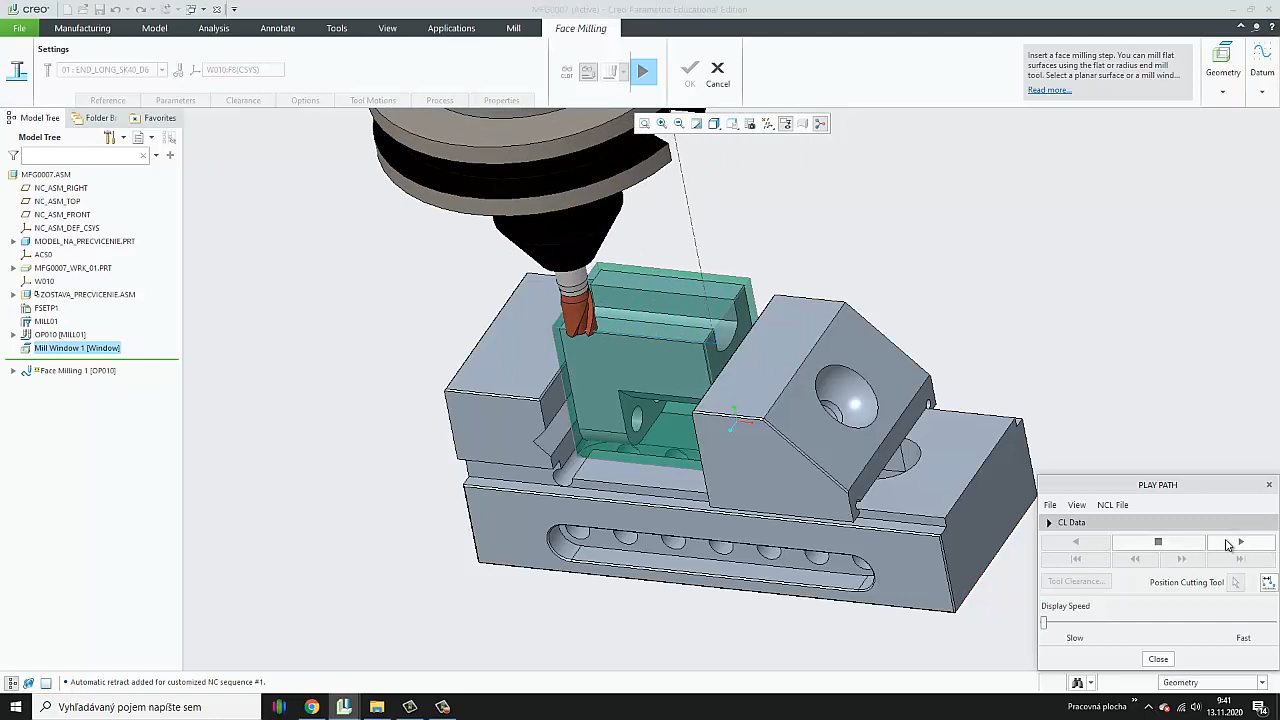 creo
MFG0007 (Active) - Creo Parametric Educational Edition
File Manufacturing Model Analysis Annotate Tools View Applications Mill Face Milling
Settings
01 : END_LONG_SK40_D6
W010:F8(CSYS)
OK
Cancel
Insert a face milling step. You can mill flat
surfaces using the flat or radius end mill
tool. Select a planar surface or a mill wind...
Read more...
Geometry
Datum
Reference Parameters Clearance Options Tool Motions Process Properties
Model Tree Folder B Favorites
Model Tree
MFG0007.ASM
NC_ASM_RIGHT
NC_ASM_TOP
NC_ASM_FRONT
NC_ASM_DEF_CSYS
MODEL_NA_PRECVICENIE.PRT
ACS0
MFG0007_WRK_01.PRT
W010
ZOSTAVA_PRECVICENIE.ASM
FSETP1
MILL01
OP010 [MILL01]
Mill Window 1 [Window]
Face Milling 1 [OP010]
PLAY PATH
File View NCL File
CL Data
Tool Clearance...
Position Cutting Tool
Display Speed
Slow Fast
Close
Automatic retract added for customized NC sequence #1.
Geometry
Vyhľadávaný pojem napíšte sem
Pracovná plocha
9:41
13.11.2020